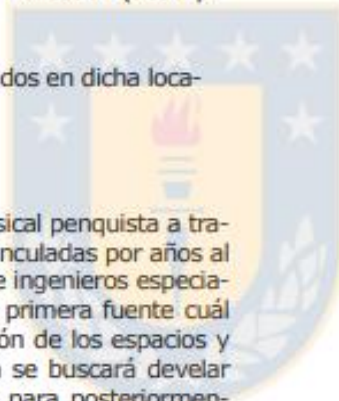 dos en dicha loca-
sical penquista a tra-
nculadas por años al
e ingenieros especia-
primera fuente cuál
ón de los espacios y
se buscará develar
para posteriormen-